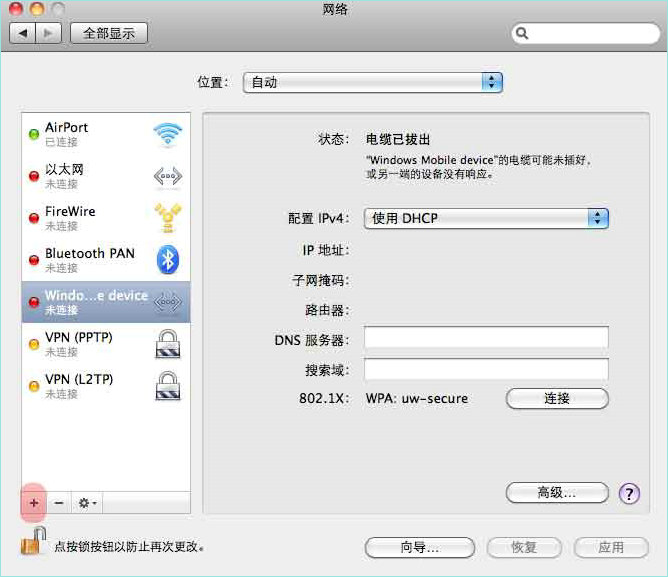 网络
全部显示
位置：
自动
AirPort
已连接
以太网
未连接
FireWire
未连接
Bluetooth PAN
未连接
Windo...e device
未连接
VPN (PPTP)
未连接
VPN (L2TP)
未连接
状态：
电缆已拔出
“Windows Mobile device”的电缆可能未插好，
或另一端的设备没有响应。
配置 IPv4：
使用 DHCP
IP 地址：
子网掩码：
路由器：
DNS 服务器：
搜索域：
802.1X：
WPA: uw-secure
连接
高级...
?
点按锁按钮以防止再次更改。
向导...
恢复
应用